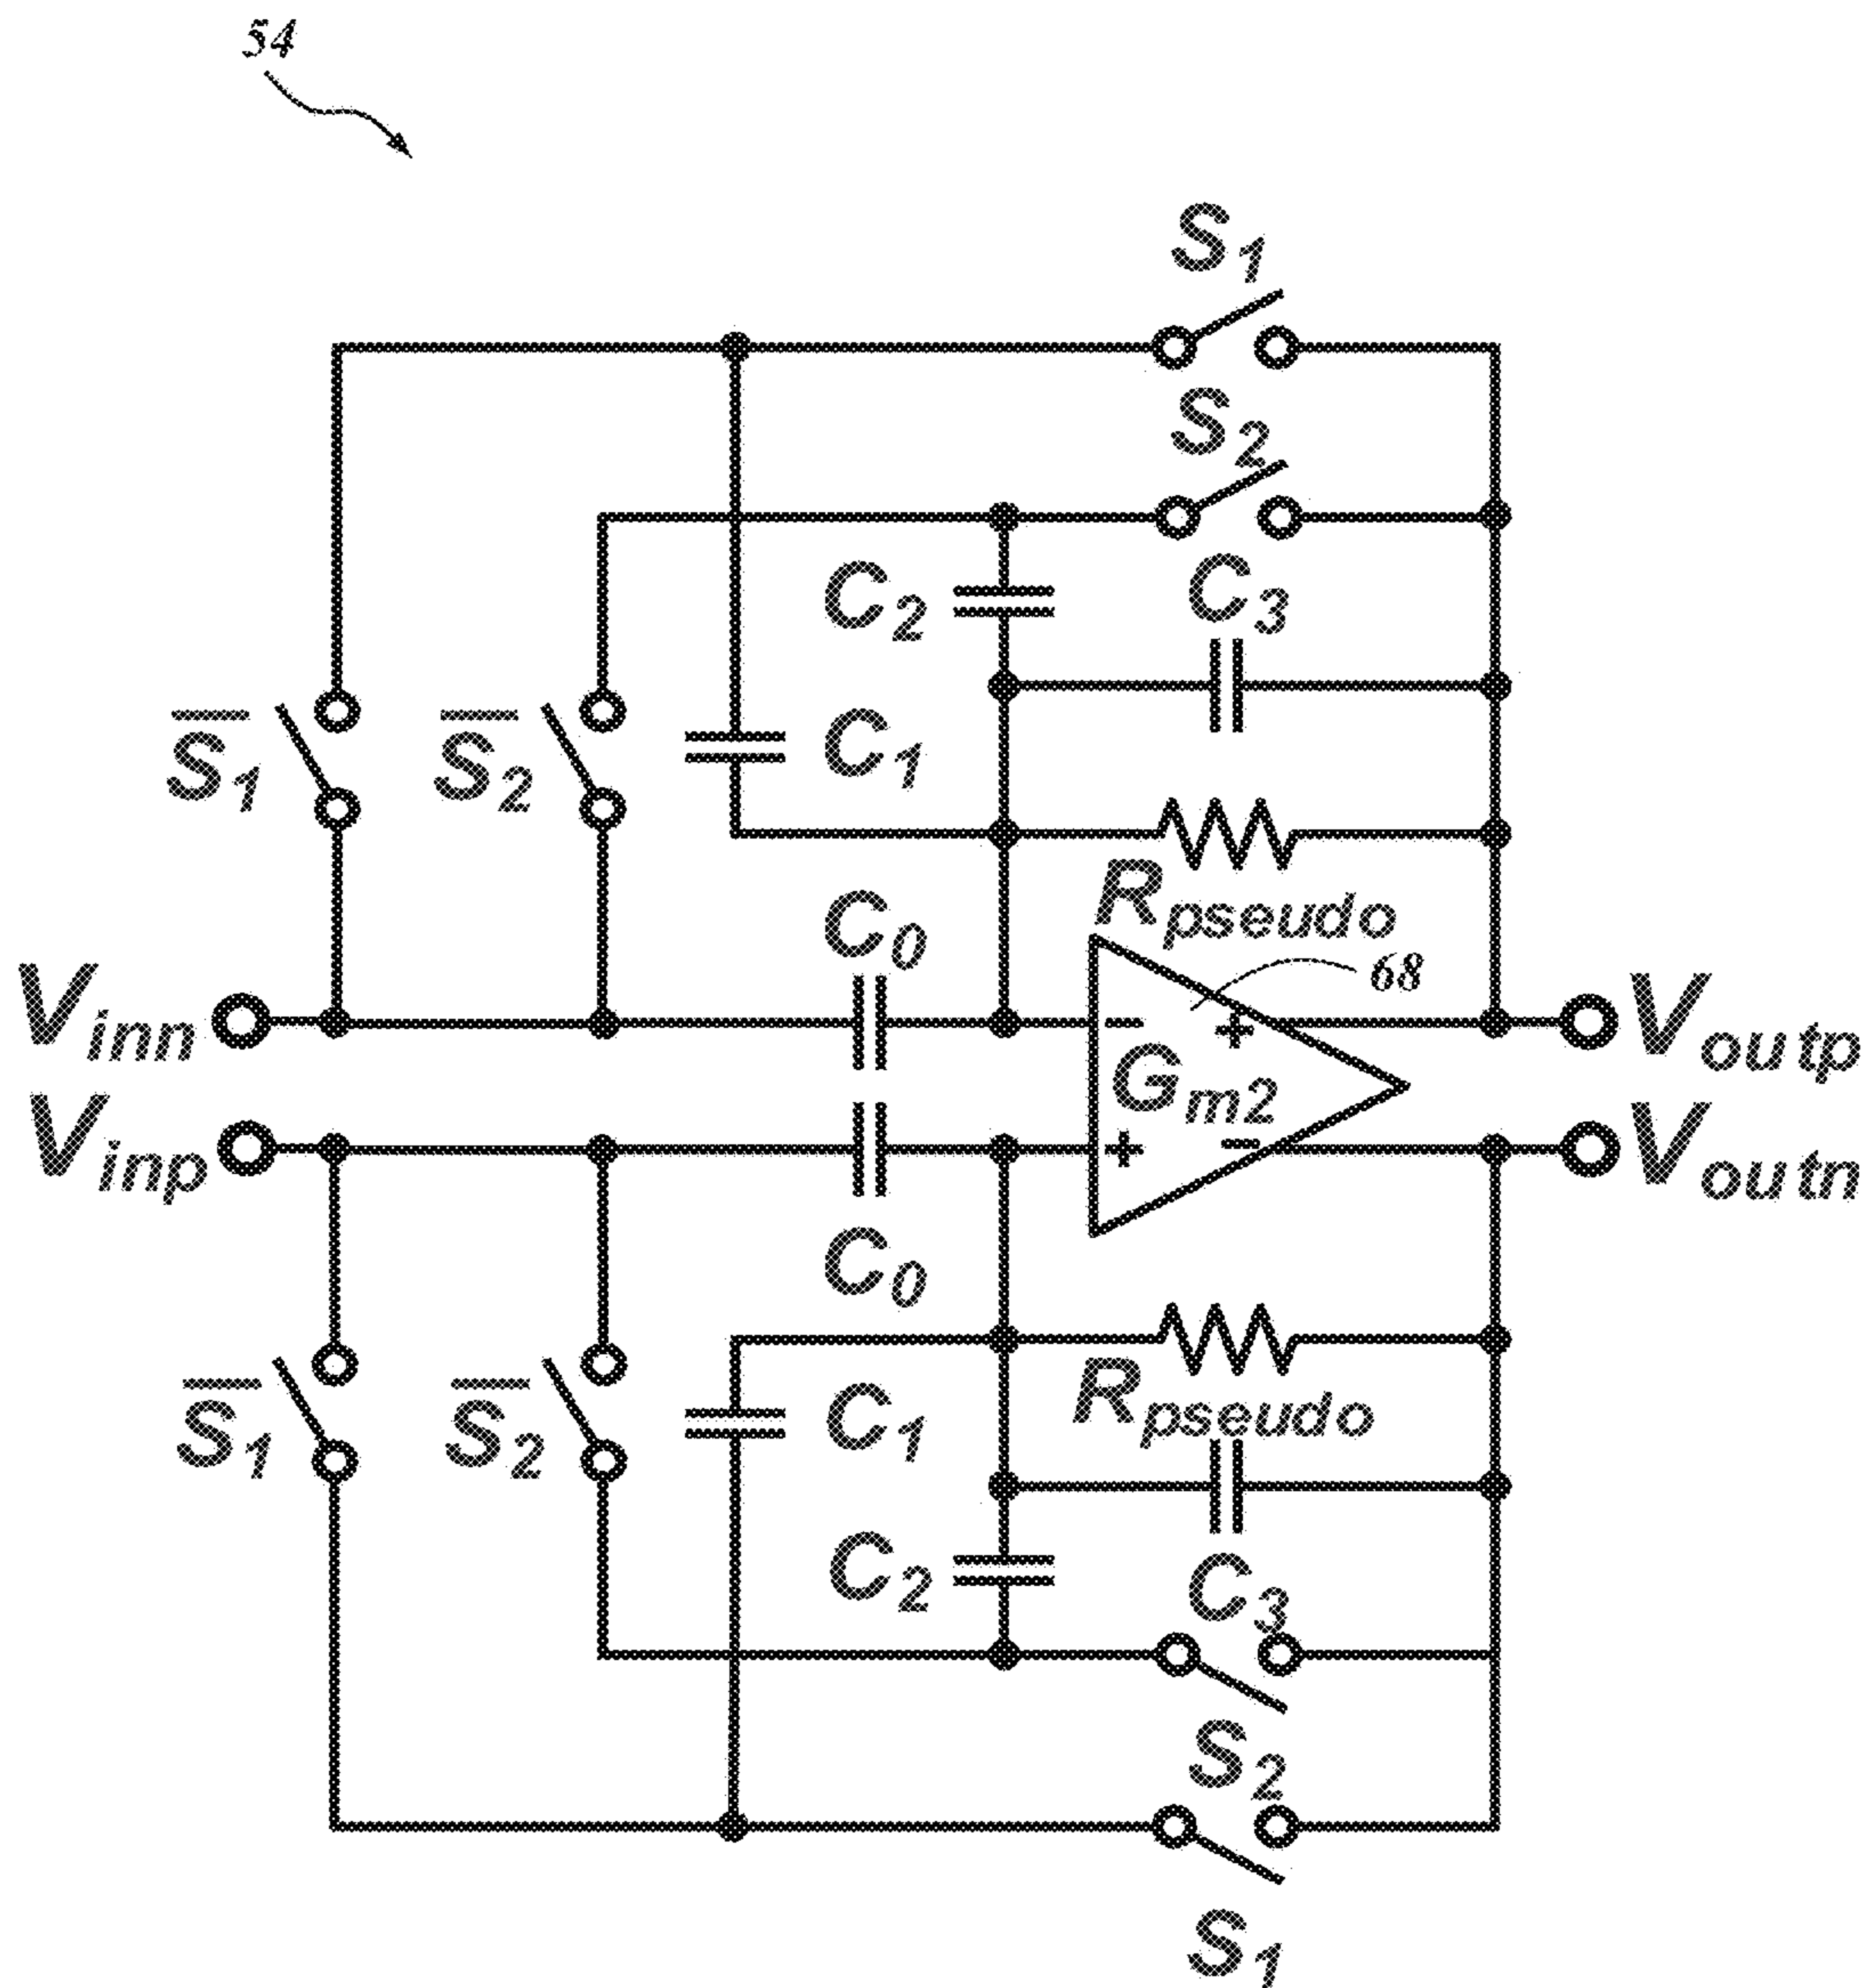 54
S1
S2
C2
C3
S̅1
S̅2
C1
Rpseudo
C0
68
Vinn
Voutp
-
+
Gm2
Vinp
+
-
Voutn
C0
S̅1
S̅2
C1
Rpseudo
C2
C3
S2
S1